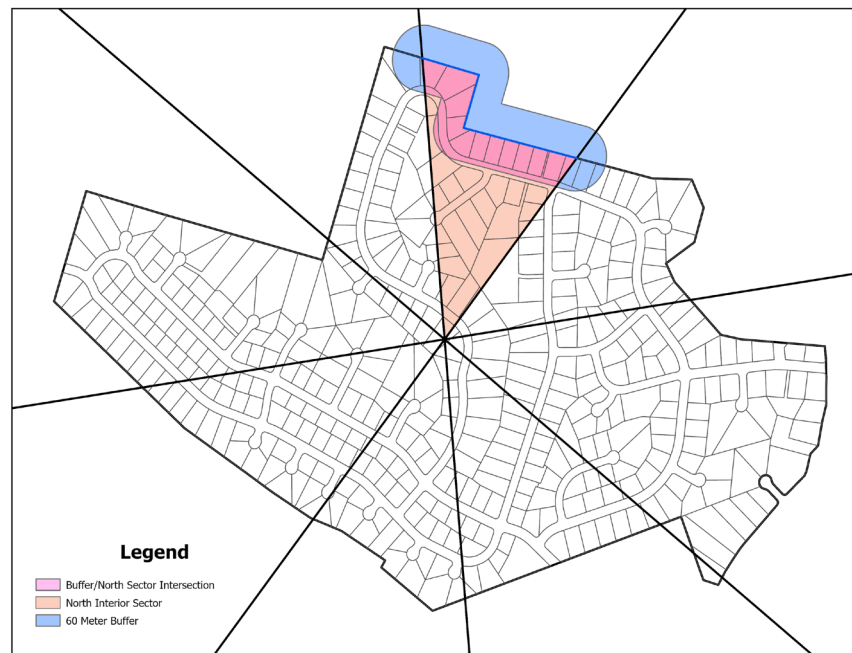 Legend
Buffer/North Sector Intersection
North Interior Sector
60 Meter Buffer